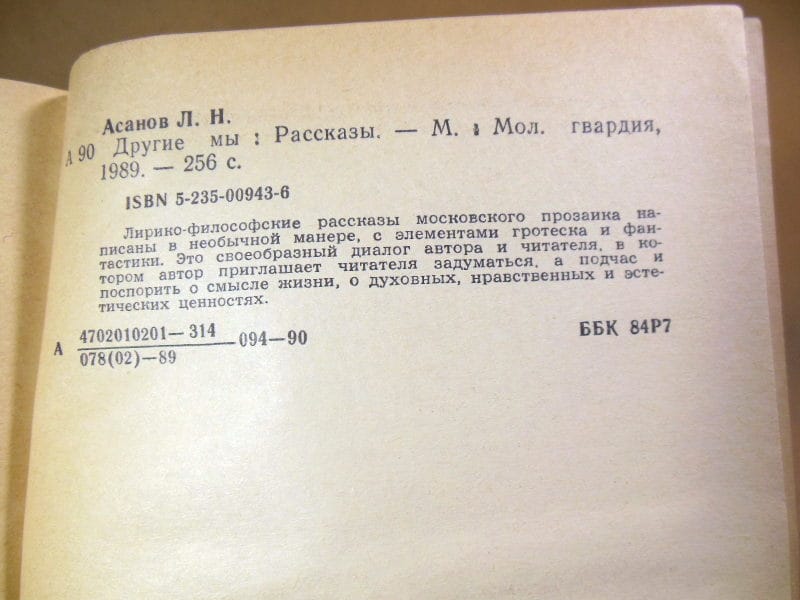 Асанов Л. Н.
А 90 Другие мы : Рассказы. — М. : Мол. гвардия,
1989. — 256 с.
ISBN 5-235-00943-6
Лирико-философские рассказы московского прозаика на-
писаны в необычной манере, с элементами гротеска и фан-
тастики. Это своеобразный диалог автора и читателя, в ко-
тором автор приглашает читателя задуматься, а подчас и
поспорить о смысле жизни, о духовных, нравственных и эсте-
тических ценностях.
А 4702010201—314
078(02)—89 094—90
ББК 84Р7